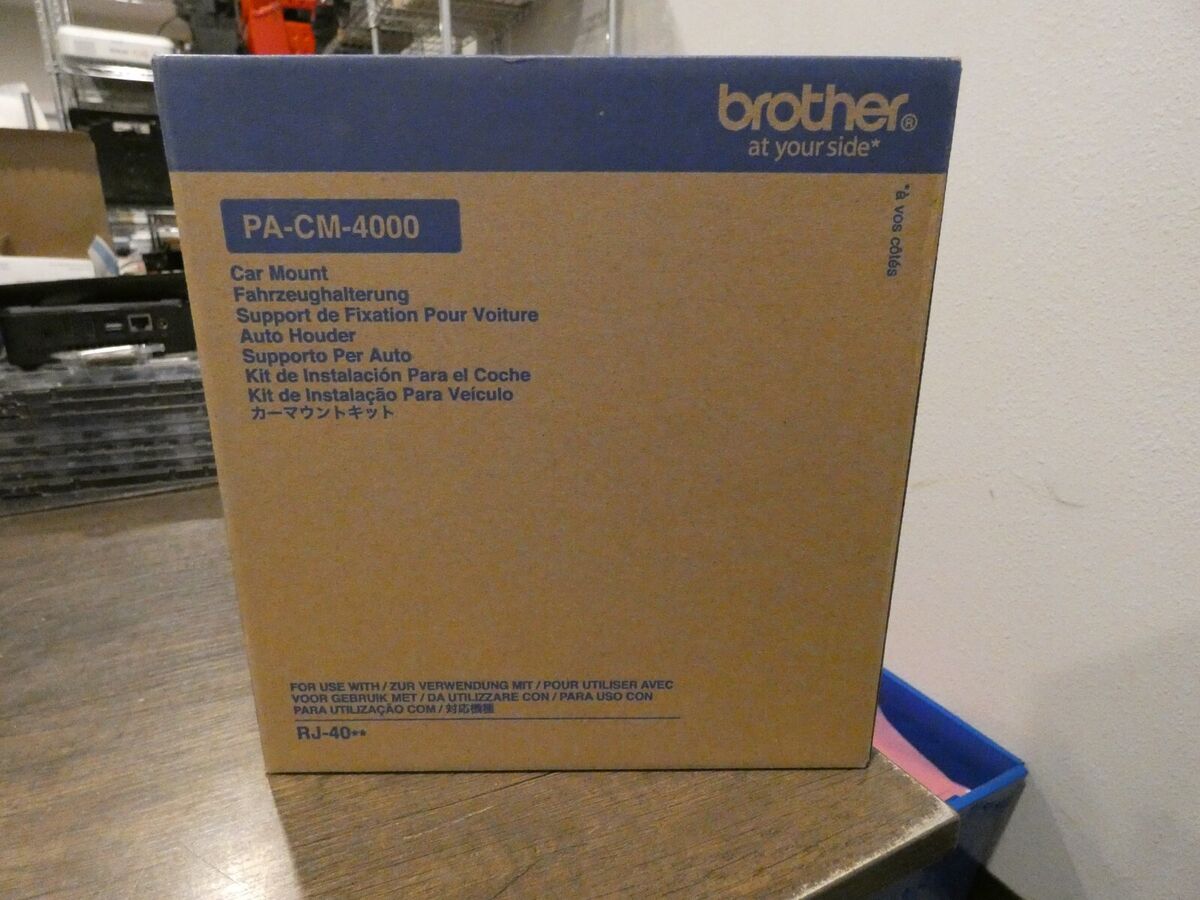 brother®
at your side*
*à vos côtés
PA-CM-4000
Car Mount
Fahrzeughalterung
Support de Fixation Pour Voiture
Auto Houder
Supporto Per Auto
Kit de Instalación Para el Coche
Kit de Instalação Para Veículo
カーマウントキット
FOR USE WITH / ZUR VERWENDUNG MIT / POUR UTILISER AVEC
VOOR GEBRUIK MET / DA UTILIZZARE CON / PARA USO CON
PARA UTILIZAÇÃO COM / 対応機種
RJ-40**